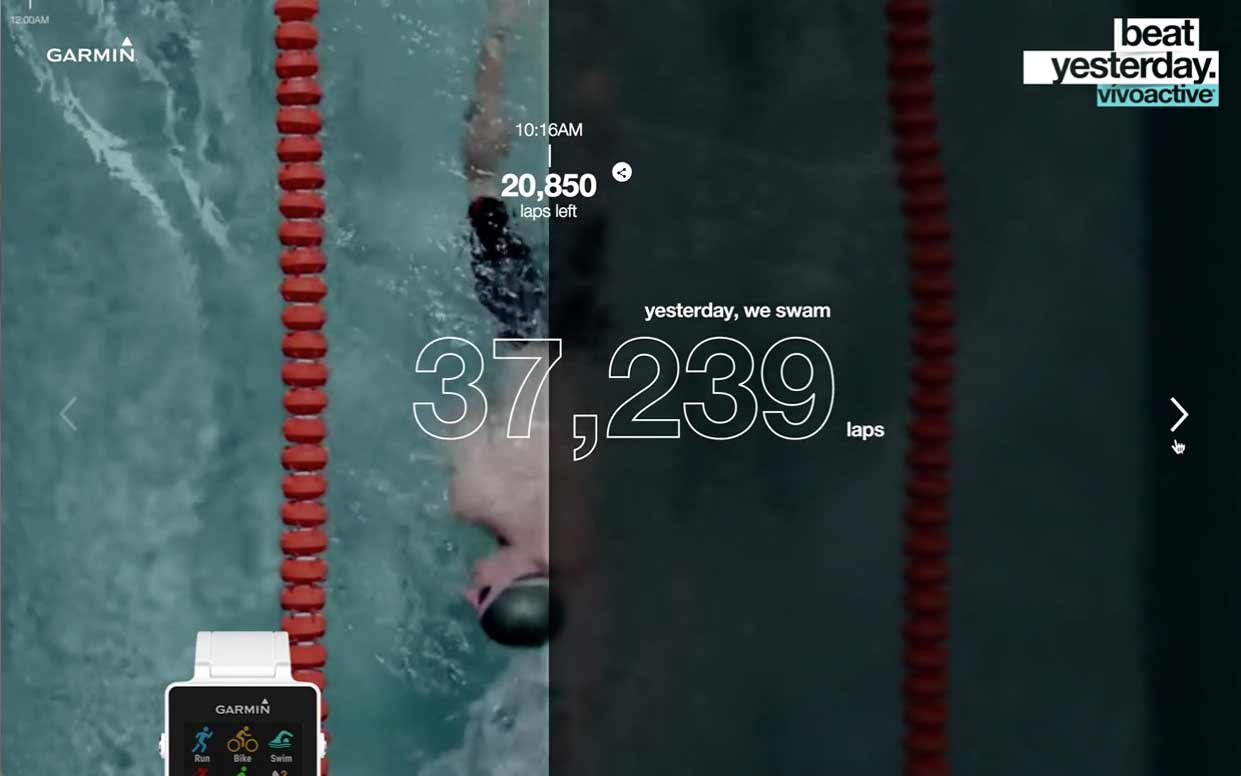 12:00AM
GARMIN
beat
yesterday.
vívoactive
10:16AM
20,850
laps left
yesterday, we swam
37,239
laps
GARMIN
Run Bike Swim